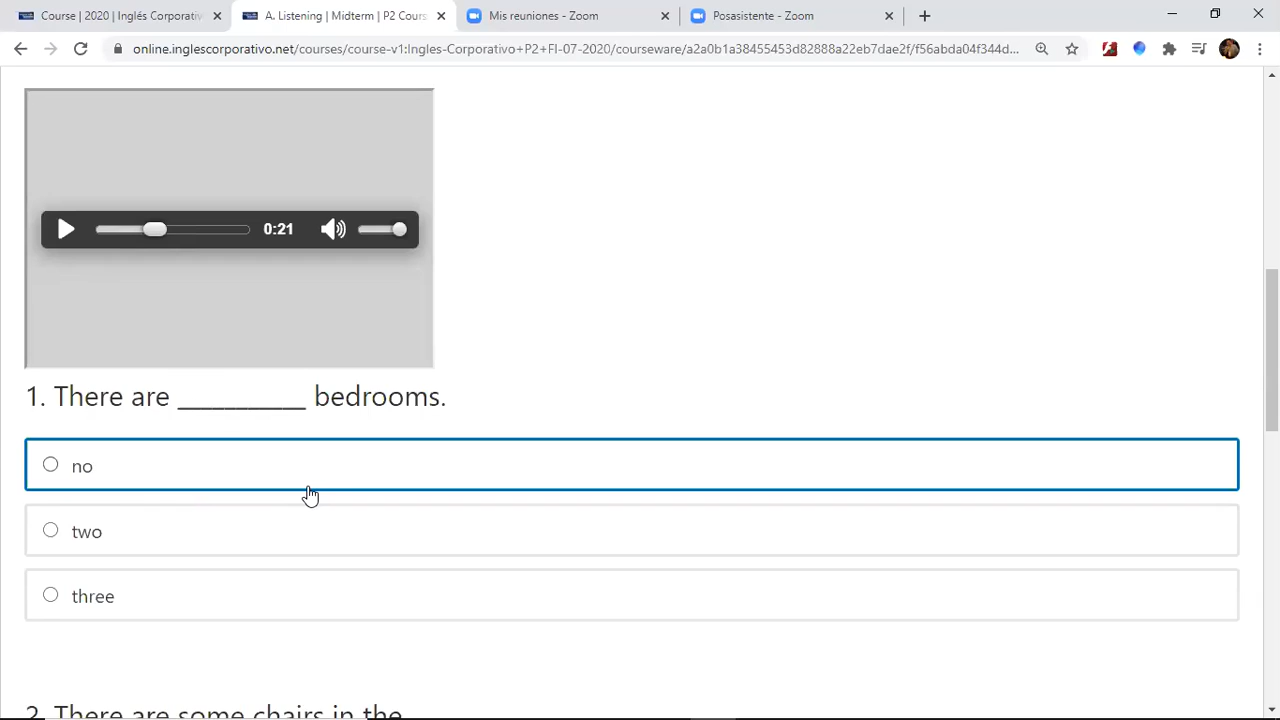 Course | 2020 | Inglés Corporativ
A. Listening | Midterm | P2 Cours
Mis reuniones - Zoom
Posasistente - Zoom
online.inglescorporativo.net/courses/course-v1:Ingles-Corporativo+P2+FI-07-2020/courseware/a2a0b1a38555453d82888a22eb7dae2f/f56abda04f344d...
0:21
1. There are ___________ bedrooms.
no
two
three
2. There are some chairs in the